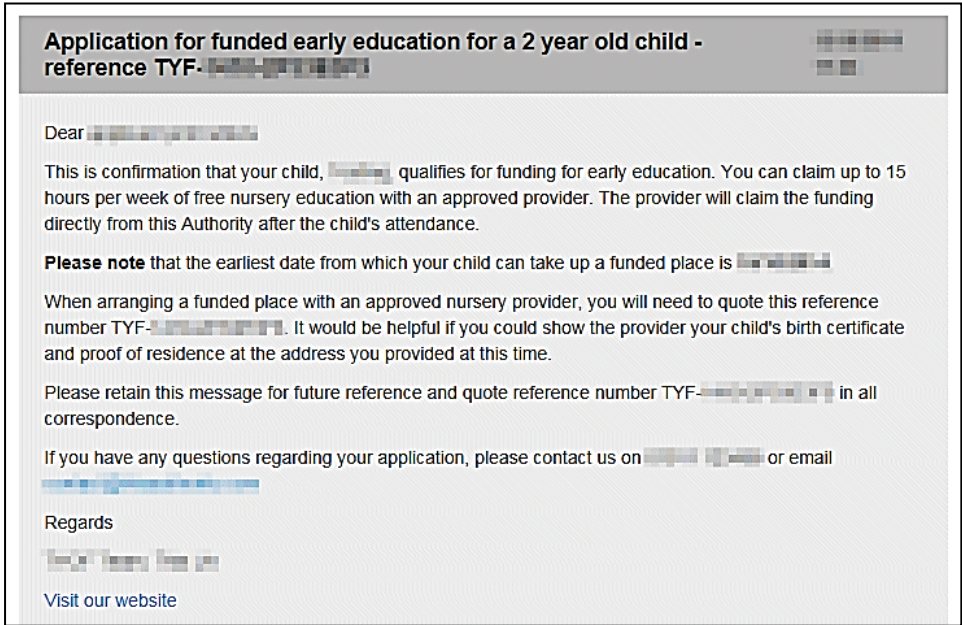 Application for funded early education for a 2 year old child -
reference TYF-
Dear
This is confirmation that your child, qualifies for funding for early education. You can claim up to 15
hours per week of free nursery education with an approved provider. The provider will claim the funding
directly from this Authority after the child's attendance.
Please note that the earliest date from which your child can take up a funded place is
When arranging a funded place with an approved nursery provider, you will need to quote this reference
number TYF- . It would be helpful if you could show the provider your child's birth certificate
and proof of residence at the address you provided at this time.
Please retain this message for future reference and quote reference number TYF- in all
correspondence.
If you have any questions regarding your application, please contact us on or email
Regards
Visit our website